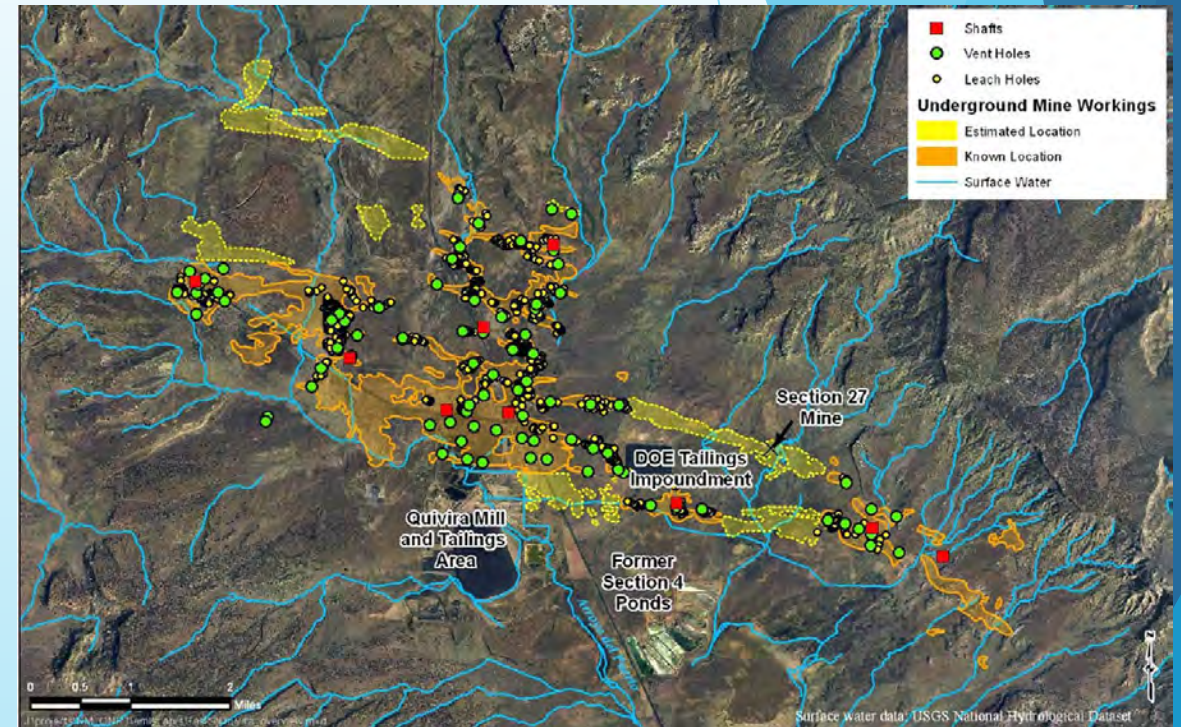 Shafts
Vent Holes
Leach Holes
Underground Mine Workings
Estimated Location
Known Location
Surface Water
Section 27
Mine
DOE Tailings
Impoundment
Quivira Mill
and Tailings
Area
Former
Section 4
Ponds
Arroyo del
N
0 0.5 1 2
Miles
Surface water data: USGS National Hydrological Dataset